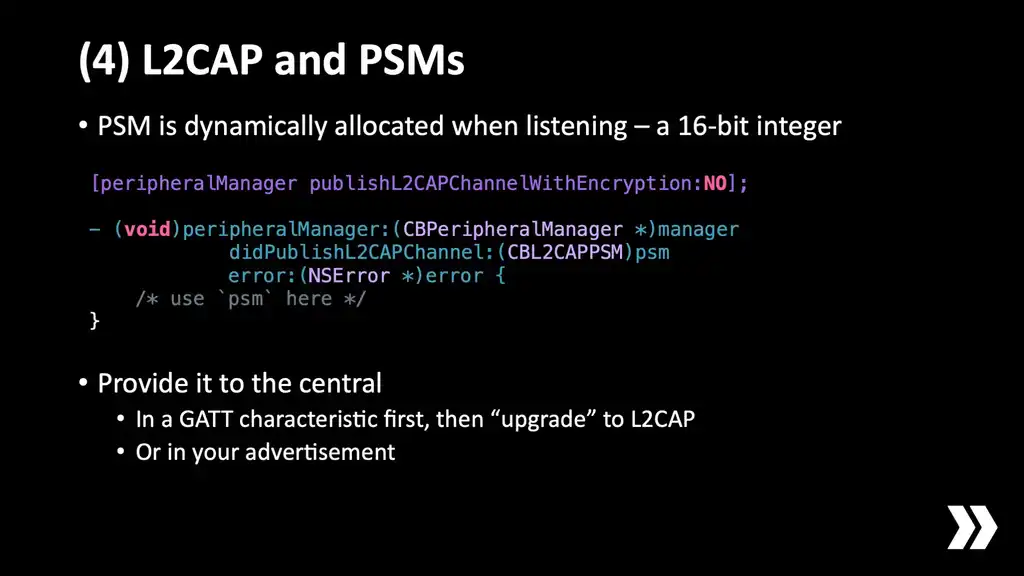 (4) L2CAP and PSMs
• PSM is dynamically allocated when listening – a 16-bit integer
[peripheralManager publishL2CAPChannelWithEncryption:NO];
- (void)peripheralManager:(CBPeripheralManager *)manager
didPublishL2CAPChannel:(CBL2CAPPSM)psm
error:(NSError *)error {
/* use `psm` here */
}
• Provide it to the central
• In a GATT characteristic first, then “upgrade” to L2CAP
• Or in your advertisement